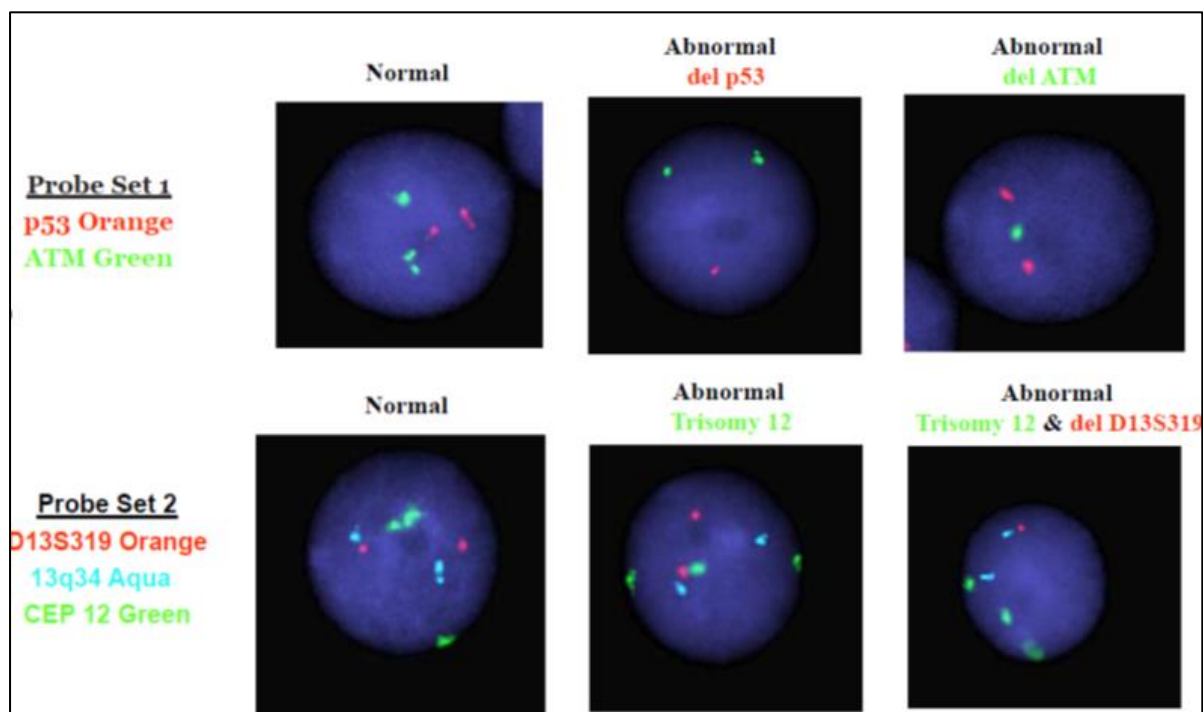 Normal
Abnormal
del p53
Abnormal
del ATM
Probe Set 1
p53 Orange
ATM Green
Normal
Abnormal
Trisomy 12
Abnormal
Trisomy 12 & del D13S319
Probe Set 2
D13S319 Orange
13q34 Aqua
CEP 12 Green